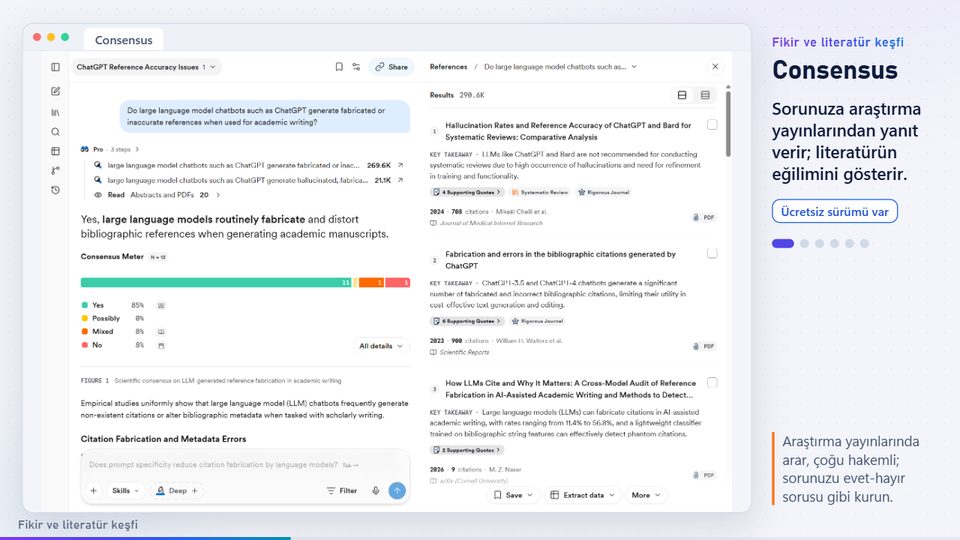 Consensus
ChatGPT Reference Accuracy Issues 1
Share
Do large language model chatbots such as ChatGPT generate fabricated or
inaccurate references when used for academic writing?
Pro · 3 steps
large language model chatbots such as ChatGPT generate fabricated or inac... 269.6K
large language model chatbots such as ChatGPT generate hallucinated, fabrica... 21.1K
Read Abstracts and PDFs 20
Yes, large language models routinely fabricate and distort
bibliographic references when generating academic manuscripts.
Consensus Meter
11 1 1
Yes 85%
Possibly 0%
Mixed 8%
No 8%
All details
FIGURE 1 Scientific consensus on LLM-generated reference fabrication in academic writing
Empirical studies uniformly show that large language model (LLM) chatbots frequently generate
non-existent citations or alter bibliographic metadata when tasked with scholarly writing.
Citation Fabrication and Metadata Errors
Does prompt specificity reduce citation fabrication by language models? Tab
Skills
Deep +
Filter
References / Do large language model chatbots such as...
Results 290.6K
1
Hallucination Rates and Reference Accuracy of ChatGPT and Bard for
Systematic Reviews: Comparative Analysis
KEY TAKEAWAY · LLMs like ChatGPT and Bard are not recommended for conducting
systematic reviews due to high occurrence of hallucinations and need for refinement
in training and functionality.
4 Supporting Quotes
Systematic Review
Rigorous Journal
2024 · 708 citations · Mikaël Chelli et al.
PDF
Journal of Medical Internet Research
2
Fabrication and errors in the bibliographic citations generated by
ChatGPT
KEY TAKEAWAY · ChatGPT-3.5 and ChatGPT-4 chatbots generate a significant
number of fabricated and incorrect bibliographic citations, limiting their utility in
cost-effective text generation and editing.
6 Supporting Quotes
Rigorous Journal
2023 · 900 citations · William H. Walters et al.
PDF
Scientific Reports
3
How LLMs Cite and Why It Matters: A Cross-Model Audit of Reference
Fabrication in AI-Assisted Academic Writing and Methods to Detect...
KEY TAKEAWAY · Large language models (LLMs) can fabricate citations in AI-assisted
academic writing, with rates ranging from 11.4% to 56.8%, and a lightweight classifier
trained on bibliographic string features can effectively detect phantom citations.
2 Supporting Quotes
2026 · 9 citations · M. Z. Naser
PDF
arXiv (Cornell University)
Save
Extract data
More
Fikir ve literatür keşfi
Consensus
Sorunuza araştırma
yayınlarından yanıt
verir; literatürün
eğilimini gösterir.
Ücretsiz sürümü var
Araştırma yayınlarında
arar, çoğu hakemli;
sorunuzu evet-hayır
sorusu gibi kurun.
Fikir ve literatür keşfi